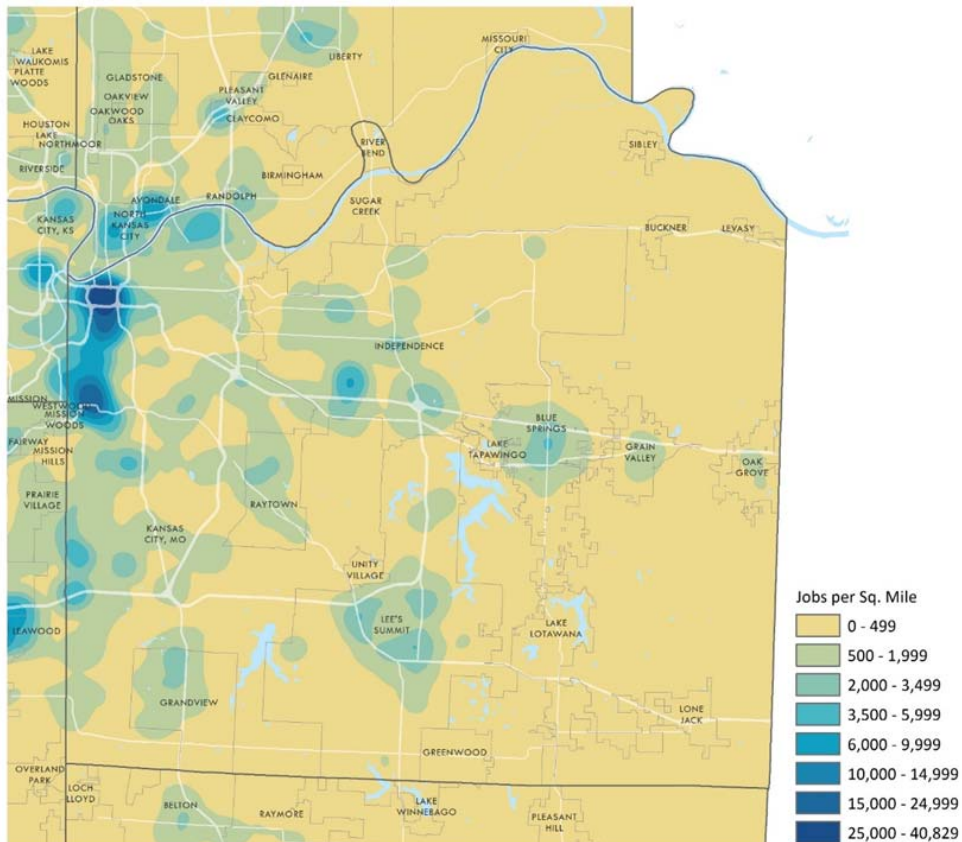 MISSOURI
CITY
LAKE
WAUKOMIS
PLATTE
WOODS
LIBERTY
GLADSTONE
GLENAIRE
OAKVIEW
OAKWOOD
OAKS
PLEASANT
VALLEY
CLAYCOMO
HOUSTON
LAKE
NORTHMOOR
RIVER
BEND
SIBLEY
RIVERSIDE
BIRMINGHAM
AVONDALE
RANDOLPH
SUGAR
CREEK
KANSAS
CITY, KS
NORTH
KANSAS
CITY
BUCKNER
LEVASY
INDEPENDENCE
MISSION
WESTWOOD
MISSION
WOODS
BLUE
SPRINGS
FAIRWAY
MISSION
HILLS
LAKE
TAPAWINGO
GRAIN
VALLEY
OAK
GROVE
PRAIRIE
VILLAGE
RAYTOWN
KANSAS
CITY, MO
UNITY
VILLAGE
LEAWOOD
LEE'S
SUMMIT
LAKE
LOTAWANA
GRANDVIEW
LONE
JACK
GREENWOOD
OVERLAND
PARK
LOCH
LLOYD
BELTON
RAYMORE
LAKE
WINNEBAGO
PLEASANT
HILL
Jobs per Sq. Mile
0 - 499
500 - 1,999
2,000 - 3,499
3,500 - 5,999
6,000 - 9,999
10,000 - 14,999
15,000 - 24,999
25,000 - 40,829